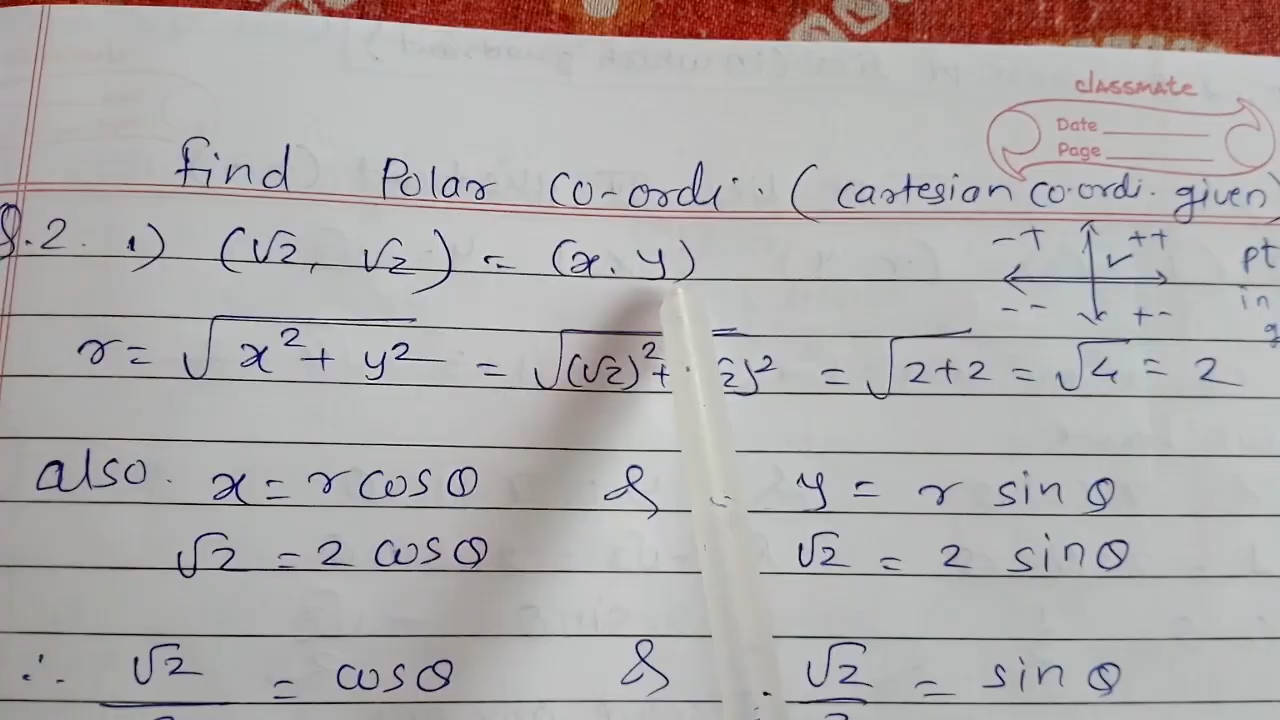 classmate
Date
Page
find Polar co-ordi. (cartesian co-ordi. given)
Q.2. 1) (√2, √2) = (x, y)
-+ ++
-- +-
pt
in
r = √x²+y² = √(√2)²+ 2)² = √2+2 = √4 = 2
also. x = r cos θ & y = r sin θ
√2 = 2 cos θ √2 = 2 sin θ
∴ √2 = cos θ & √2 = sin θ